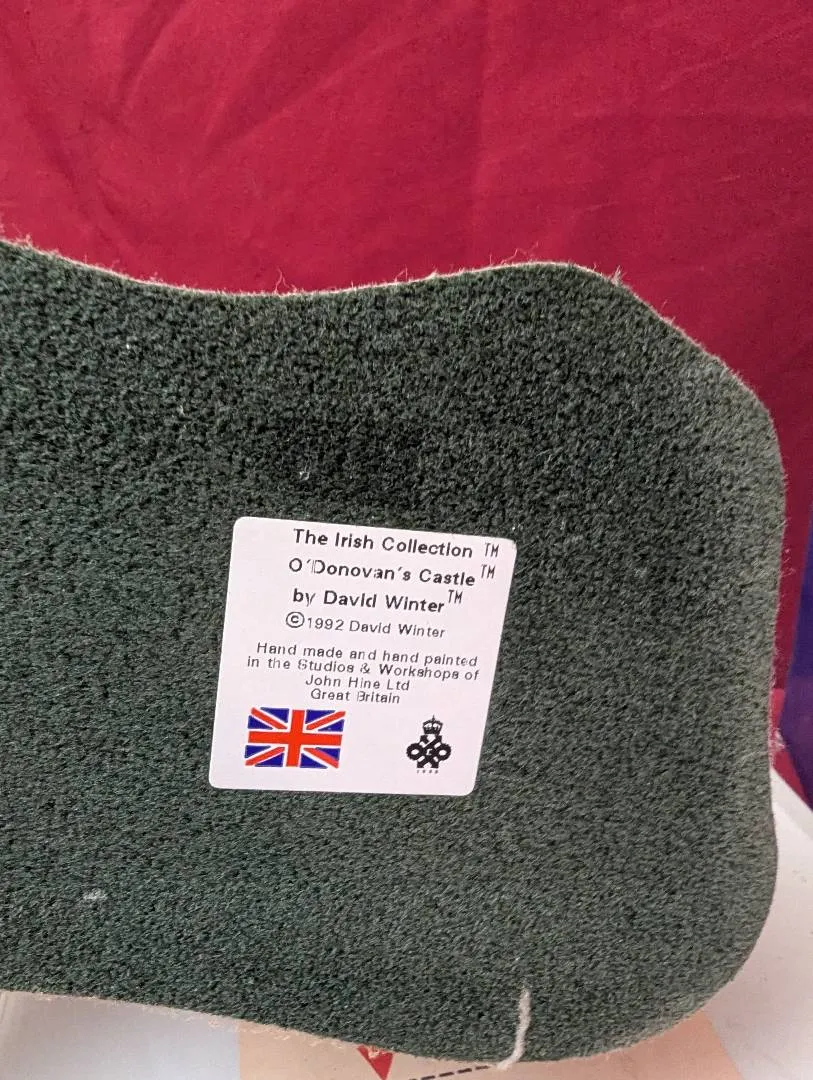 The Irish Collection ™
O'Donovan's Castle ™
by David Winter ™
©1992 David Winter
Hand made and hand painted
in the Studios & Workshops of
John Hine Ltd
Great Britain